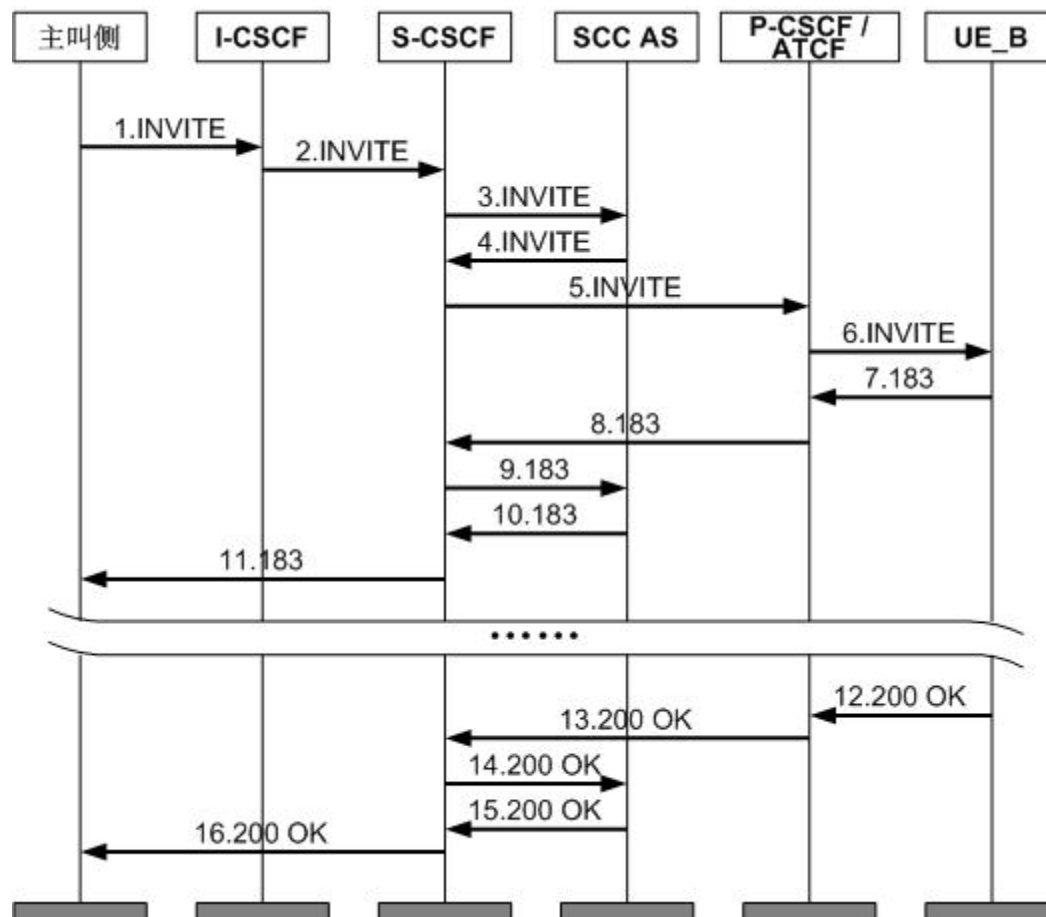 主叫侧
I-CSCF
S-CSCF
SCC AS
P-CSCF /
ATCF
UE_B
1.INVITE
2.INVITE
3.INVITE
4.INVITE
5.INVITE
6.INVITE
7.183
8.183
9.183
10.183
11.183
......
12.200 OK
13.200 OK
14.200 OK
15.200 OK
16.200 OK